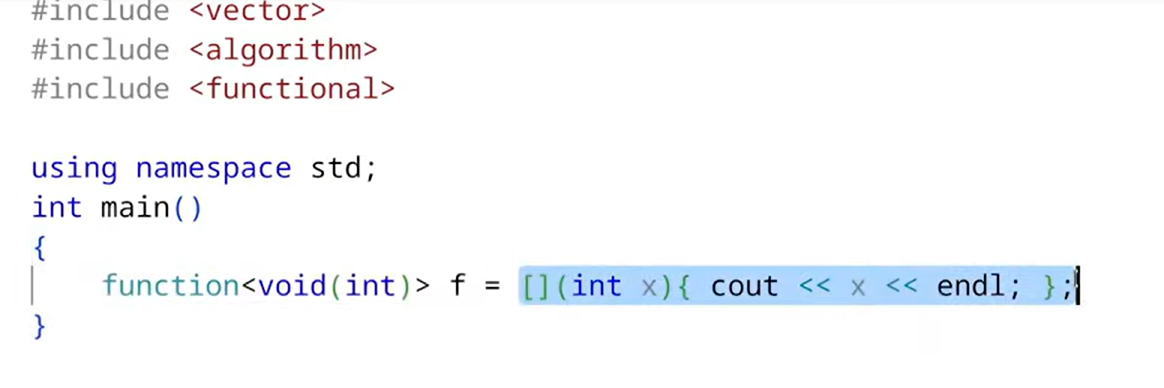 #include <vector>
#include <algorithm>
#include <functional>
using namespace std;
int main()
{
function<void(int)> f = [](int x){ cout << x << endl; };
}